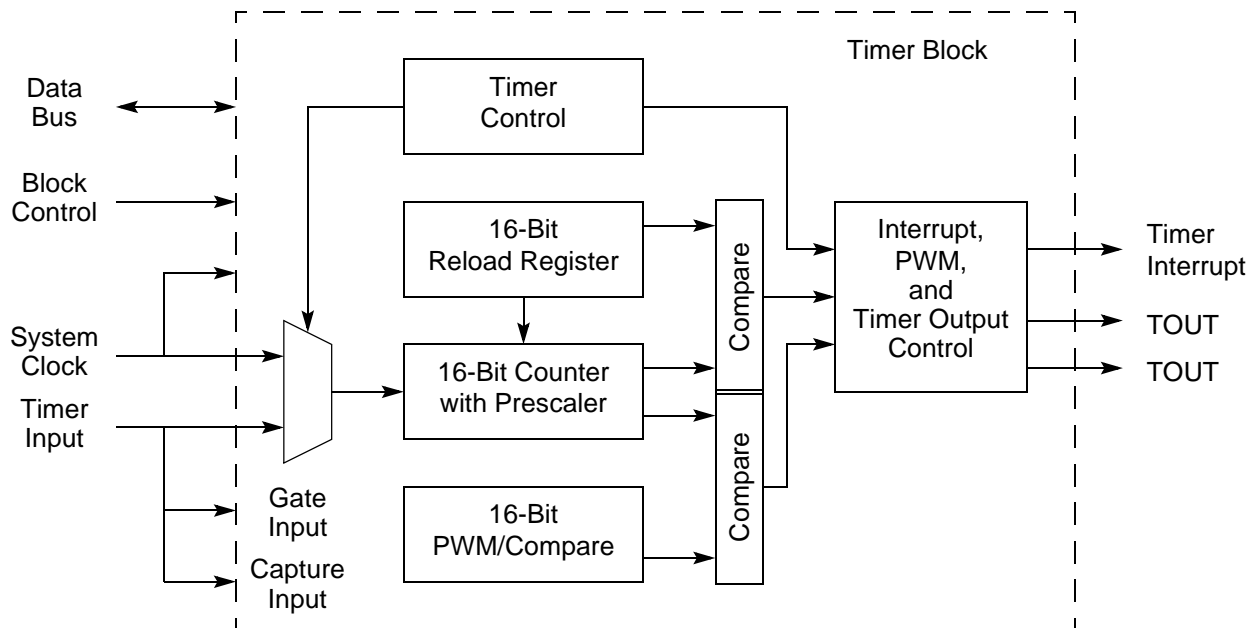 Timer Block
Data
Bus
Timer
Control
Block
Control
16-Bit
Reload Register
Compare
Interrupt,
PWM,
and
Timer Output
Control
Timer
Interrupt
TOUT
TOUT
System
Clock
16-Bit Counter
with Prescaler
Timer
Input
Compare
Gate
Input
16-Bit
PWM/Compare
Capture
Input